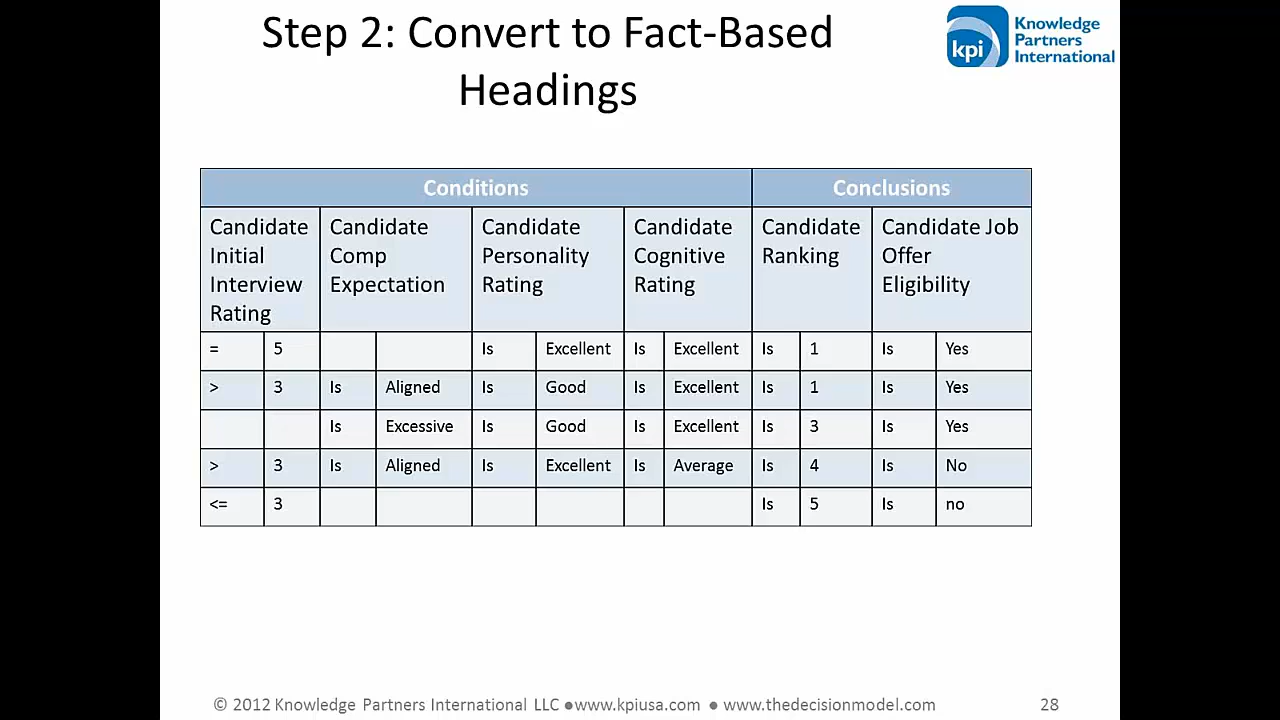 Step 2: Convert to Fact-Based
Headings
kpi
Knowledge
Partners
International
Conditions Conclusions
Candidate Initial Interview Rating Candidate Comp Expectation Candidate Personality Rating Candidate Cognitive Rating Candidate Ranking Candidate Job Offer Eligibility
= 5 Is Excellent Is Excellent Is 1 Is Yes
> 3 Is Aligned Is Good Is Excellent Is 1 Is Yes
Is Excessive Is Good Is Excellent Is 3 Is Yes
> 3 Is Aligned Is Excellent Is Average Is 4 Is No
<= 3 Is 5 Is no
© 2012 Knowledge Partners International LLC ●www.kpiusa.com ● www.thedecisionmodel.com 28